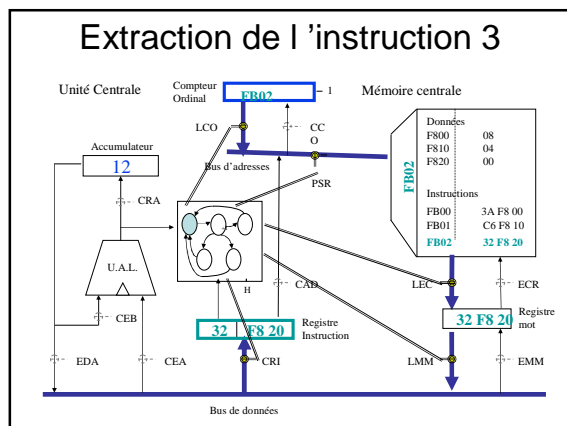 Extraction de l ’instruction 3
Unité Centrale
Compteur
Ordinal
FB02
1
Mémoire centrale
LCO
CC
O
Données
F800 08
F810 04
F820 00
FB02
Accumulateur
12
Bus d’adresses
PSR
Instructions
FB00 3A F8 00
FB01 C6 F8 10
FB02 32 F8 20
CRA
U.A.L.
H
CAD
LEC
ECR
CEB
32 F8 20
Registre
Instruction
32 F8 20
Registre
mot
EDA
CEA
CRI
LMM
EMM
Bus de données